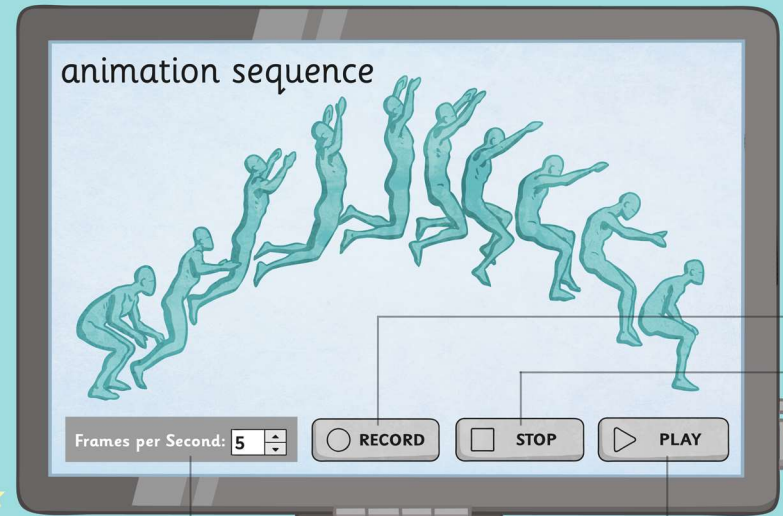 animation sequence
Frames per Second: 5
RECORD
STOP
PLAY